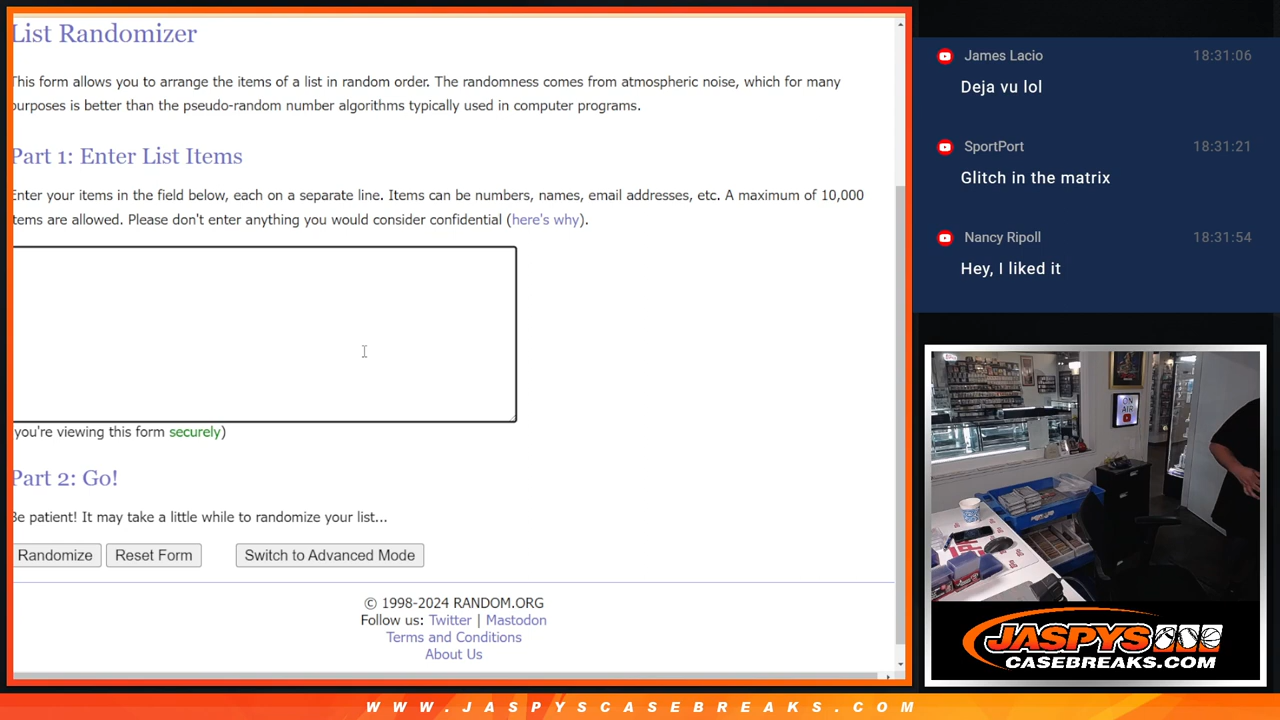 List Randomizer
This form allows you to arrange the items of a list in random order. The randomness comes from atmospheric noise, which for many
purposes is better than the pseudo-random number algorithms typically used in computer programs.
Part 1: Enter List Items
Enter your items in the field below, each on a separate line. Items can be numbers, names, email addresses, etc. A maximum of 10,000
items are allowed. Please don't enter anything you would consider confidential (here's why).
(you're viewing this form securely)
Part 2: Go!
Be patient! It may take a little while to randomize your list...
Randomize Reset Form Switch to Advanced Mode
© 1998-2024 RANDOM.ORG
Follow us: Twitter | Mastodon
Terms and Conditions
About Us
James Lacio 18:31:06
Deja vu lol
SportPort 18:31:21
Glitch in the matrix
Nancy Ripoll 18:31:54
Hey, I liked it
ON
AIR
JASPYS
CASEBREAKS.COM
WWW.JASPYSCASEBREAKS.COM